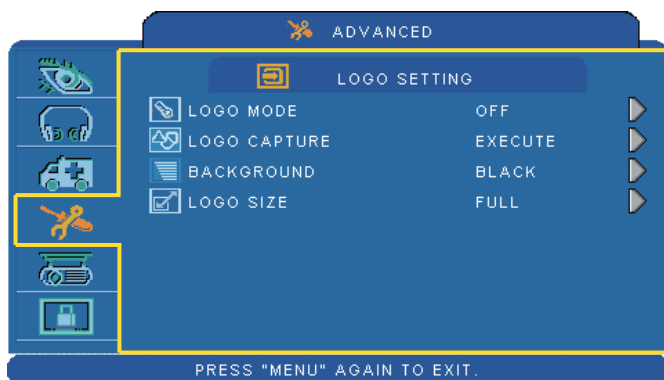 ADVANCED
LOGO SETTING
LOGO MODE OFF
LOGO CAPTURE EXECUTE
BACKGROUND BLACK
LOGO SIZE FULL
PRESS "MENU" AGAIN TO EXIT.